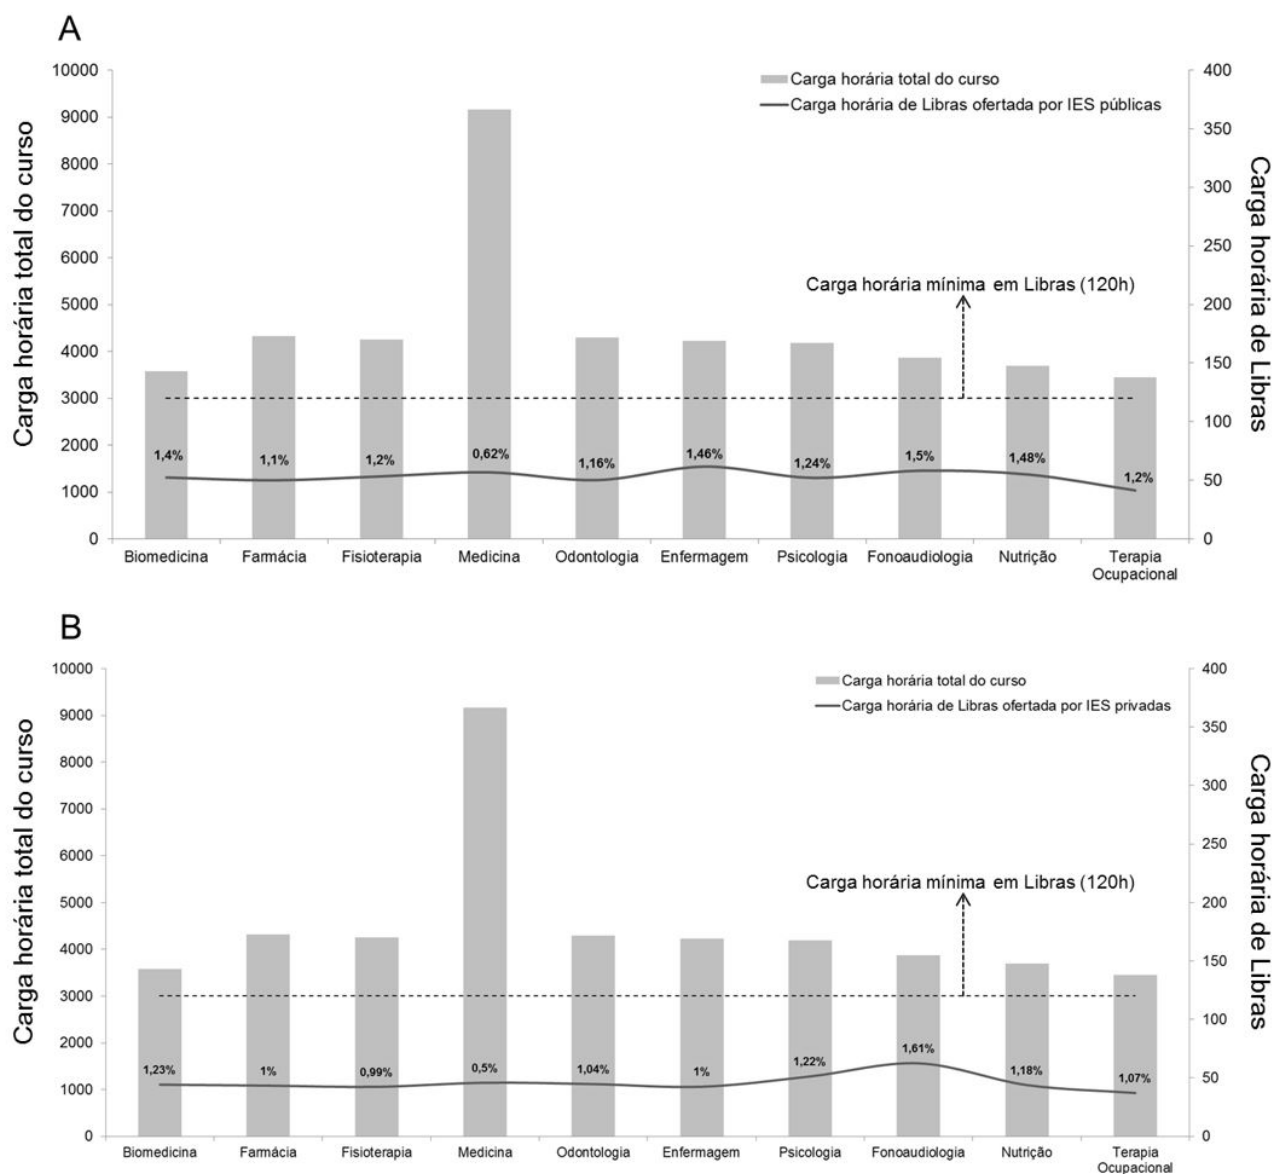 A
Carga horária total do curso
10000
9000
8000
7000
6000
5000
4000
3000
2000
1000
0
Carga horária total do curso
Carga horária de Libras ofertada por IES públicas
400
350
300
250
200
150
100
50
0
Carga horária de Libras
Carga horária mínima em Libras (120h)
1,4%
1,1%
1,2%
0,62%
1,16%
1,46%
1,24%
1,5%
1,48%
1,2%
Biomedicina
Farmácia
Fisioterapia
Medicina
Odontologia
Enfermagem
Psicologia
Fonoaudiologia
Nutrição
Terapia
Ocupacional
B
Carga horária total do curso
10000
9000
8000
7000
6000
5000
4000
3000
2000
1000
0
Carga horária total do curso
Carga horária de Libras ofertada por IES privadas
400
350
300
250
200
150
100
50
0
Carga horária de Libras
Carga horária mínima em Libras (120h)
1,23%
1%
0,99%
0,5%
1,04%
1%
1,22%
1,61%
1,18%
1,07%
Biomedicina
Farmácia
Fisioterapia
Medicina
Odontologia
Enfermagem
Psicologia
Fonoaudiologia
Nutrição
Terapia
Ocupacional